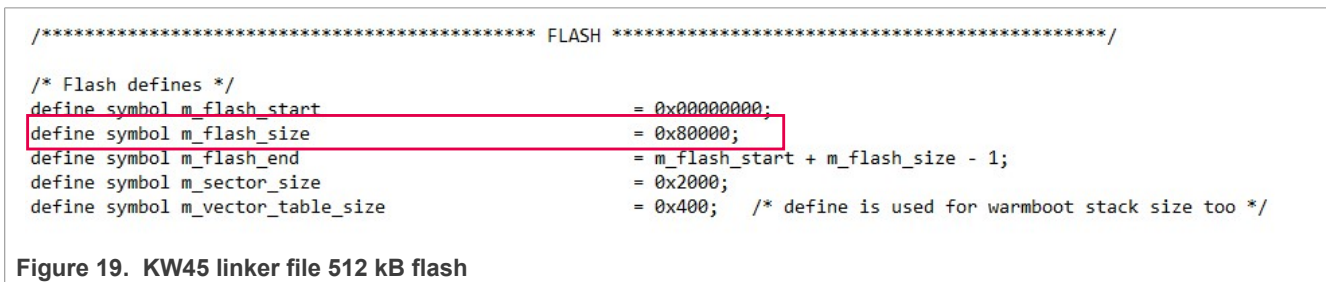 /********************************************** FLASH **********************************************/
/* Flash defines */
define symbol m_flash_start = 0x00000000;
define symbol m_flash_size = 0x80000;
define symbol m_flash_end = m_flash_start + m_flash_size - 1;
define symbol m_sector_size = 0x2000;
define symbol m_vector_table_size = 0x400; /* define is used for warmboot stack size too */
Figure 19. KW45 linker file 512 kB flash